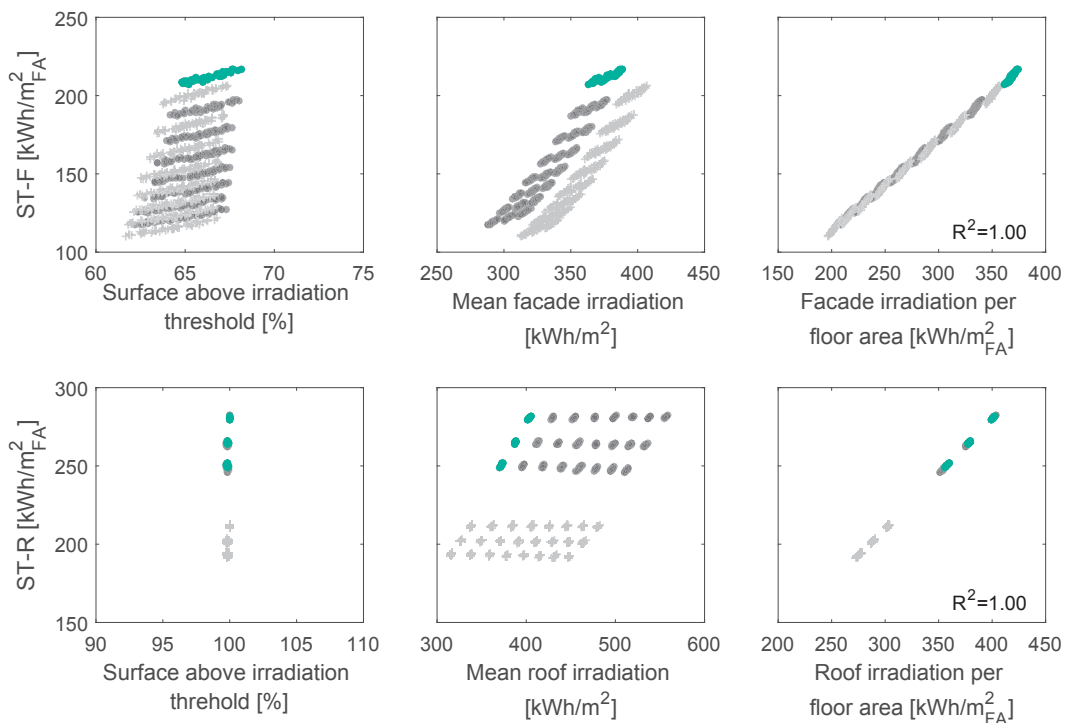 ST-F [kWh/m²FA]
250
200
150
100
60 65 70 75
Surface above irradiation
threshold [%]
250 300 350 400 450
Mean facade irradiation
[kWh/m²]
R²=1.00
150 200 250 300 350 400
Facade irradiation per
floor area [kWh/m²FA]
ST-R [kWh/m²FA]
300
250
200
150
90 95 100 105 110
Surface above irradiation
threhold [%]
300 400 500 600
Mean roof irradiation
[kWh/m²]
R²=1.00
200 250 300 350 400 450
Roof irradiation per
floor area [kWh/m²FA]